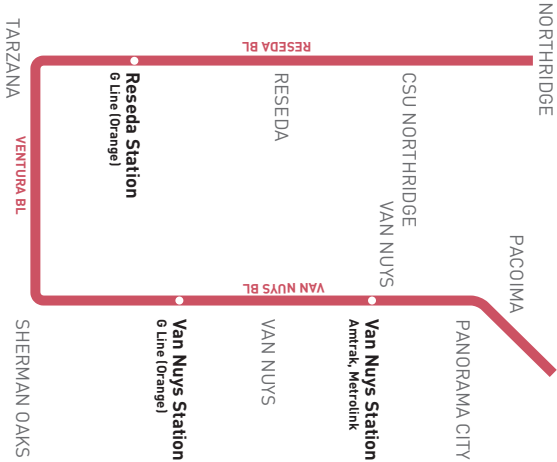 NORTHRIDGE
PACOIMA
PANORAMA CITY
CSU NORTHRIDGE
VAN NUYS
Van Nuys Station
Amtrak, Metrolink
RESEDA BL
VAN NUYS BL
RESEDA
VAN NUYS
Van Nuys Station
G Line (Orange)
Reseda Station
G Line (Orange)
TARZANA
VENTURA BL
SHERMAN OAKS